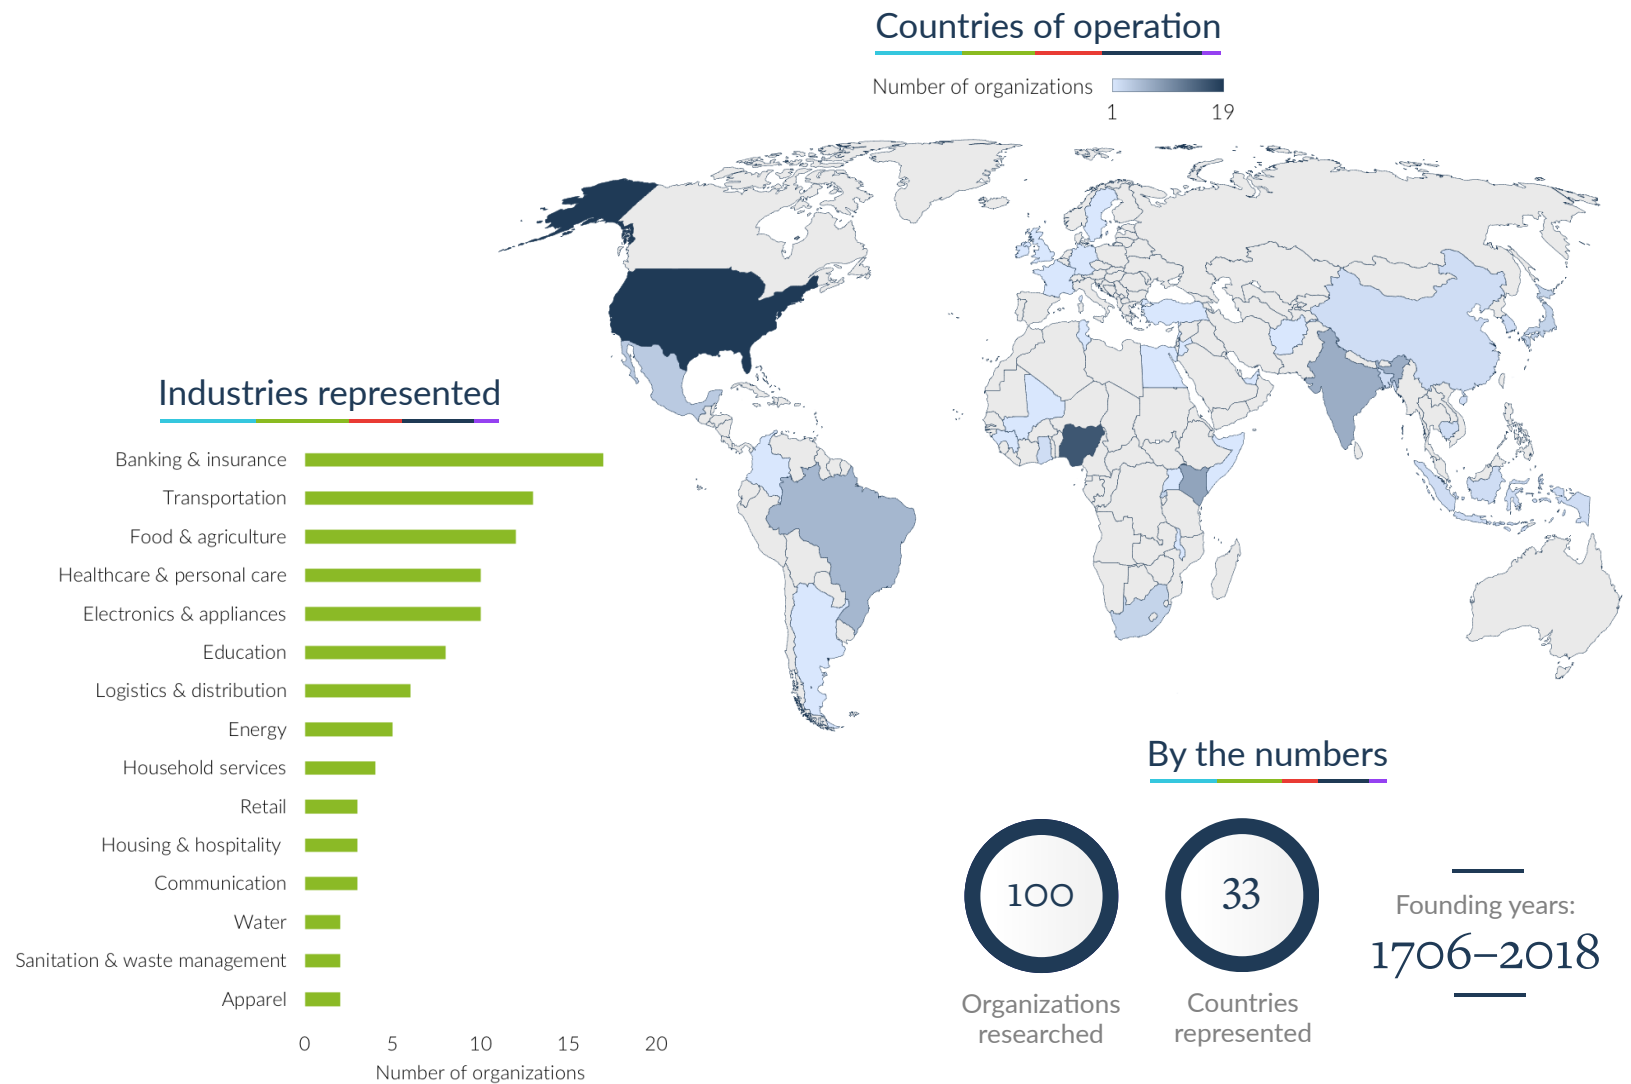 Countries of operation
Number of organizations
1 19
Industries represented
Banking & insurance
Transportation
Food & agriculture
Healthcare & personal care
Electronics & appliances
Education
Logistics & distribution
Energy
Household services
Retail
Housing & hospitality
Communication
Water
Sanitation & waste management
Apparel
0 5 10 15 20
Number of organizations
By the numbers
100
Organizations
researched
33
Countries
represented
Founding years:
1706–2018